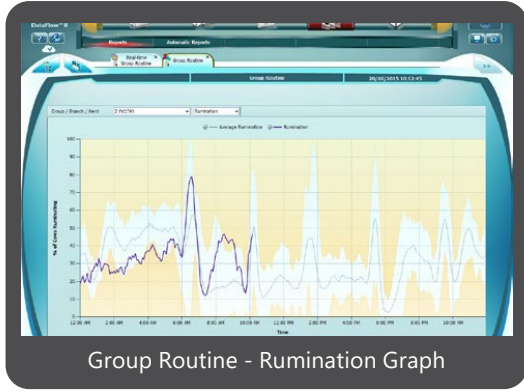 DataFlow™ II
Reports
Automatic Reports
Real-time
Group Routine
Group Routine
Group Routine
20/10/2015 10:12:45
Group / Branch / Herd
Rumination
Average Rumination
Rumination
% of Cows Ruminating
100
90
80
70
60
50
40
30
20
10
0
12:00 AM 2:00 AM 4:00 AM 6:00 AM 8:00 AM 10:00 AM 12:00 PM 2:00 PM 4:00 PM 6:00 PM 8:00 PM 10:00 PM
Time
Group Routine - Rumination Graph